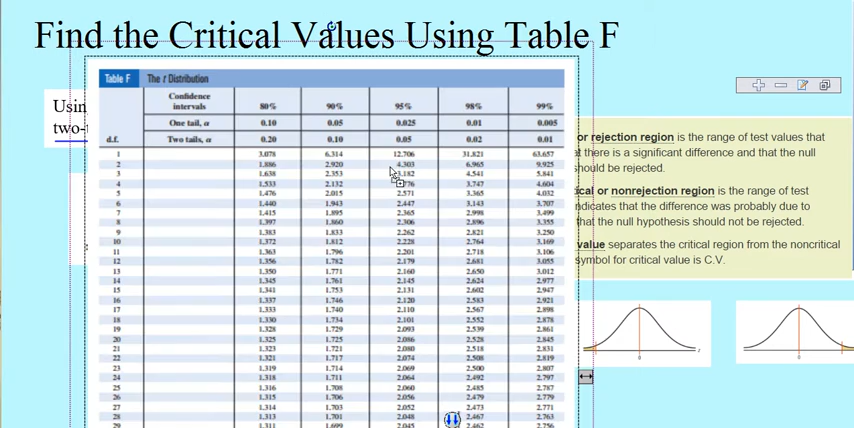 Find the Critical Values Using Table F
Table F The t Distribution
Confidence intervals 80% 90% 95% 98% 99%
One tail, α 0.10 0.05 0.025 0.01 0.005
d.f. Two tails, α 0.20 0.10 0.05 0.02 0.01
1 3.078 6.314 12.706 31.821 63.657
2 1.886 2.920 4.303 6.965 9.925
3 1.638 2.353 3.182 4.541 5.841
4 1.533 2.132 3.747 4.604
5 1.476 2.015 2.571 3.365 4.032
6 1.440 1.943 2.447 3.143 3.707
7 1.415 1.895 2.365 2.998 3.499
8 1.397 1.860 2.306 2.896 3.355
9 1.383 1.833 2.262 2.821 3.250
10 1.372 1.812 2.228 2.764 3.169
11 1.363 1.796 2.201 2.718 3.106
12 1.356 1.782 2.179 2.681 3.055
13 1.350 1.771 2.160 2.650 3.012
14 1.345 1.761 2.145 2.624 2.977
15 1.341 1.753 2.131 2.602 2.947
16 1.337 1.746 2.120 2.583 2.921
17 1.333 1.740 2.110 2.567 2.898
18 1.330 1.734 2.101 2.552 2.878
19 1.328 1.729 2.093 2.539 2.861
20 1.325 1.725 2.086 2.528 2.845
21 1.323 1.721 2.080 2.518 2.831
22 1.321 1.717 2.074 2.508 2.819
23 1.319 1.714 2.069 2.500 2.807
24 1.318 1.711 2.064 2.492 2.797
25 1.316 1.708 2.060 2.485 2.787
26 1.315 1.706 2.056 2.479 2.779
27 1.314 1.703 2.052 2.473 2.771
28 1.313 1.701 2.048 2.467 2.763
29 1.311 1.699 2.045 2.462 2.756
Usin
two-t
or rejection region is the range of test values that
there is a significant difference and that the null
should be rejected.
ical or nonrejection region is the range of test
ndicates that the difference was probably due to
that the null hypothesis should not be rejected.
value separates the critical region from the noncritical
symbol for critical value is C.V.
0
z
0